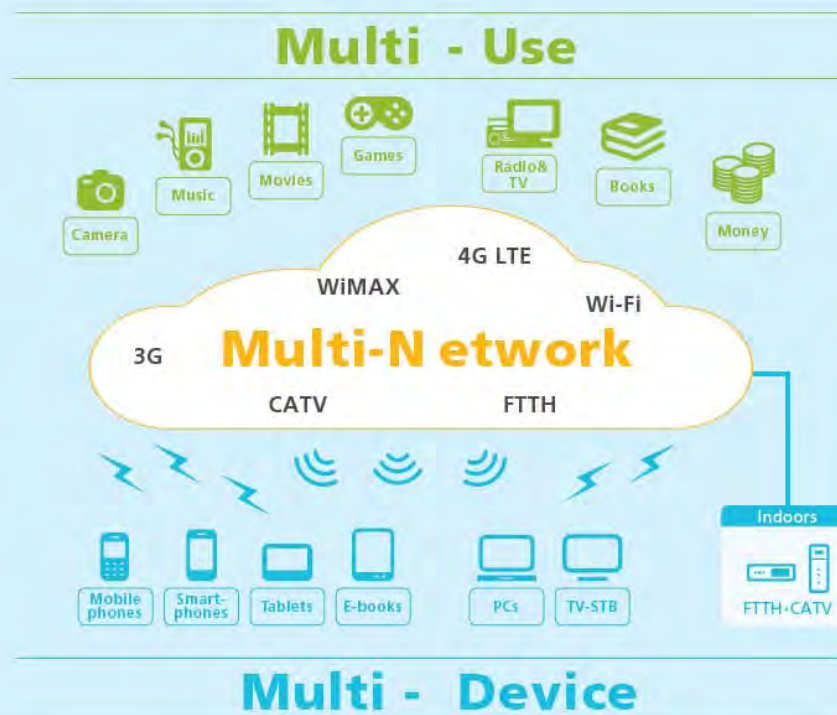 Multi - Use
Games
Movies
Music
Camera
Radio&
TV
Books
Money
4G LTE
WiMAX
Wi-Fi
3G
Multi-N etwork
CATV
FTTH
Indoors
FTTH·CATV
Mobile
phones
Smart-
phones
Tablets
E-books
PCs
TV-STB
Multi - Device